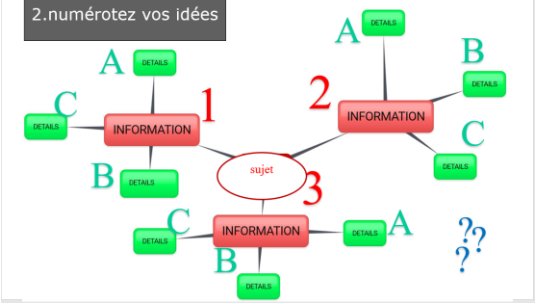 2.numérotez vos idées
A
DETAILS
C
DETAILS
1
INFORMATION
B
DETAILS
A
DETAILS
B
DETAILS
2
INFORMATION
C
DETAILS
sujet
3
INFORMATION
C
DETAILS
A
DETAILS
B
DETAILS
??
?